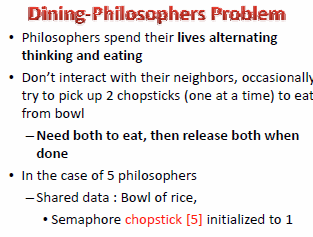 Dining-Philosophers Problem
• Philosophers spend their lives alternating
thinking and eating
• Don't interact with their neighbors, occasionally
try to pick up 2 chopsticks (one at a time) to eat
from bowl
–Need both to eat, then release both when
done
• In the case of 5 philosophers
–Shared data : Bowl of rice,
• Semaphore chopstick [5] initialized to 1